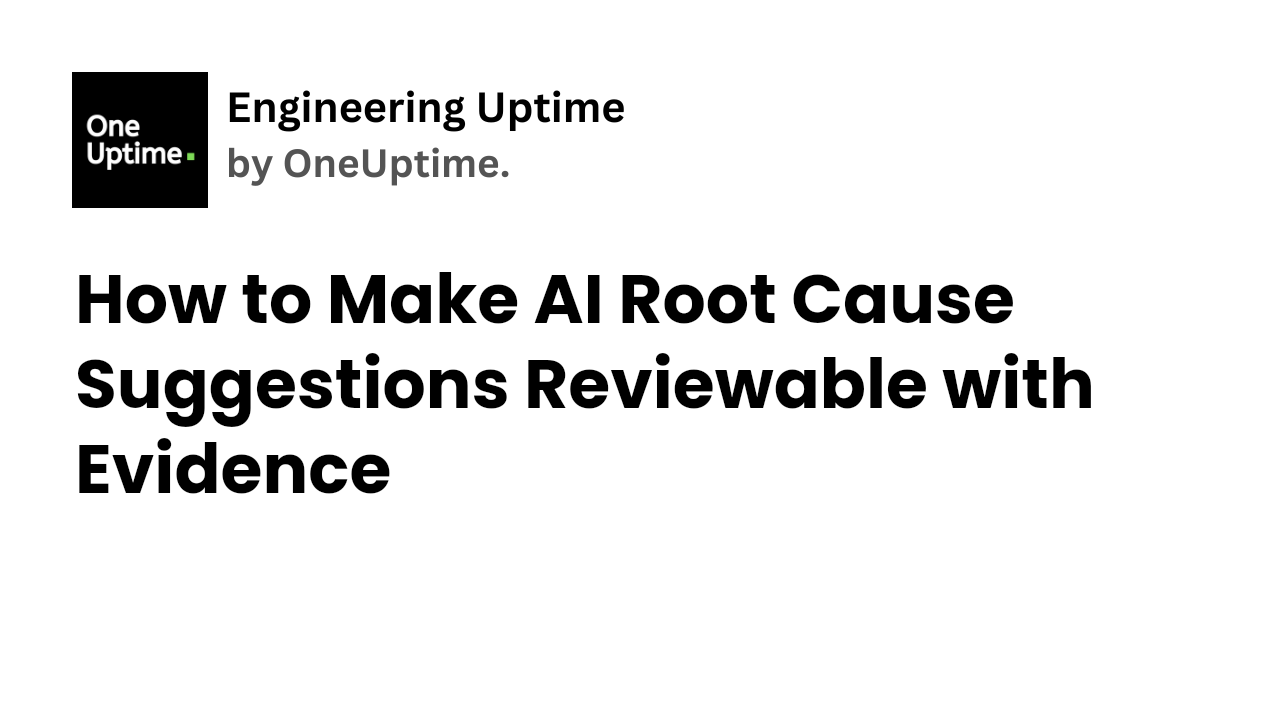 One
Uptime.
Engineering Uptime
by OneUptime.
How to Make AI Root Cause
Suggestions Reviewable with
Evidence